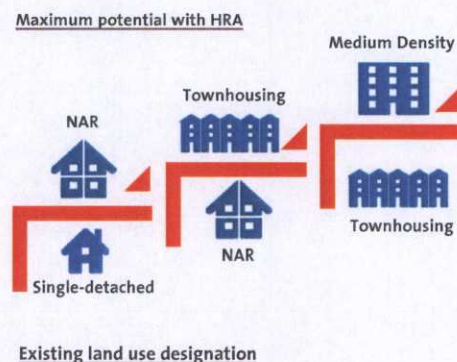 Maximum potential with HRA
Medium Density
Townhousing
NAR
Townhousing
NAR
Single-detached
Existing land use designation